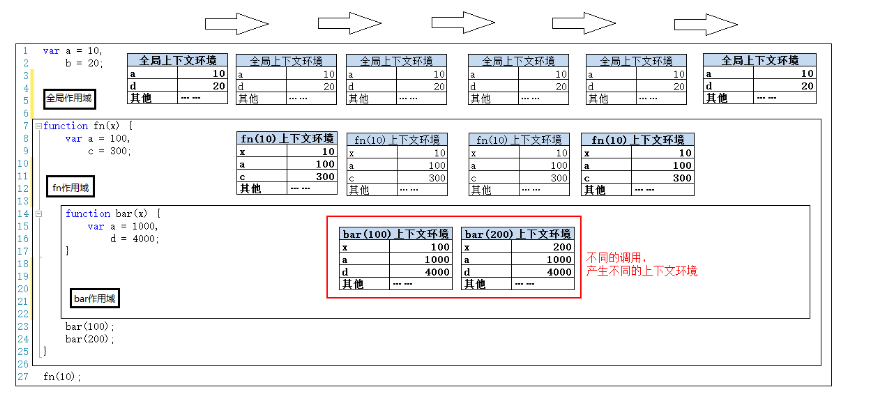 1 var a = 10,
2 b = 20;
3
4
5
6
全局作用域
全局上下文环境 全局上下文环境 全局上下文环境 全局上下文环境 全局上下文环境 全局上下文环境
a 10 a 10 a 10 a 10 a 10 a 10
d 20 d 20 d 20 d 20 d 20 d 20
其他 …… 其他 …… 其他 …… 其他 …… 其他 …… 其他 ……
7 function fn(x) {
8 var a = 100,
9 c = 300;
10
11
12
13
fn作用域
fn(10)上下文环境 fn(10)上下文环境 fn(10)上下文环境 fn(10)上下文环境
x 10 x 10 x 10 x 10
a 100 a 100 a 100 a 100
c 300 c 300 c 300 c 300
其他 …… 其他 …… 其他 …… 其他 ……
14 function bar(x) {
15 var a = 1000,
16 d = 4000;
17 }
18
19
20
21
22
bar作用域
bar(100)上下文环境 bar(200)上下文环境
x 100 x 200
a 1000 a 1000
d 4000 d 4000
其他 …… 其他 ……
不同的调用，
产生不同的上下文环境
23 bar(100);
24 bar(200);
25 }
26
27 fn(10);